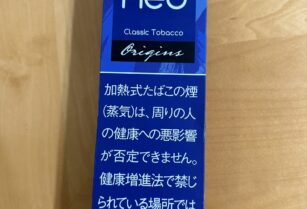 neo
Classic Tobacco
Origins
加熱式たばこの煙
(蒸気)は、周りの人
の健康への悪影響
が否定できません。
健康増進法で禁じ
られている場所では